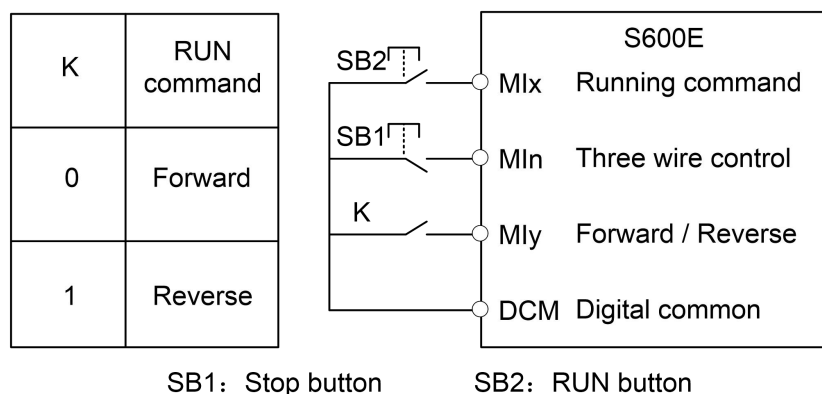 K RUN command
0 Forward
1 Reverse
S600E
SB2 MIx Running command
SB1 MIn Three wire control
K MIy Forward / Reverse
DCM Digital common
SB1：Stop button SB2：RUN button